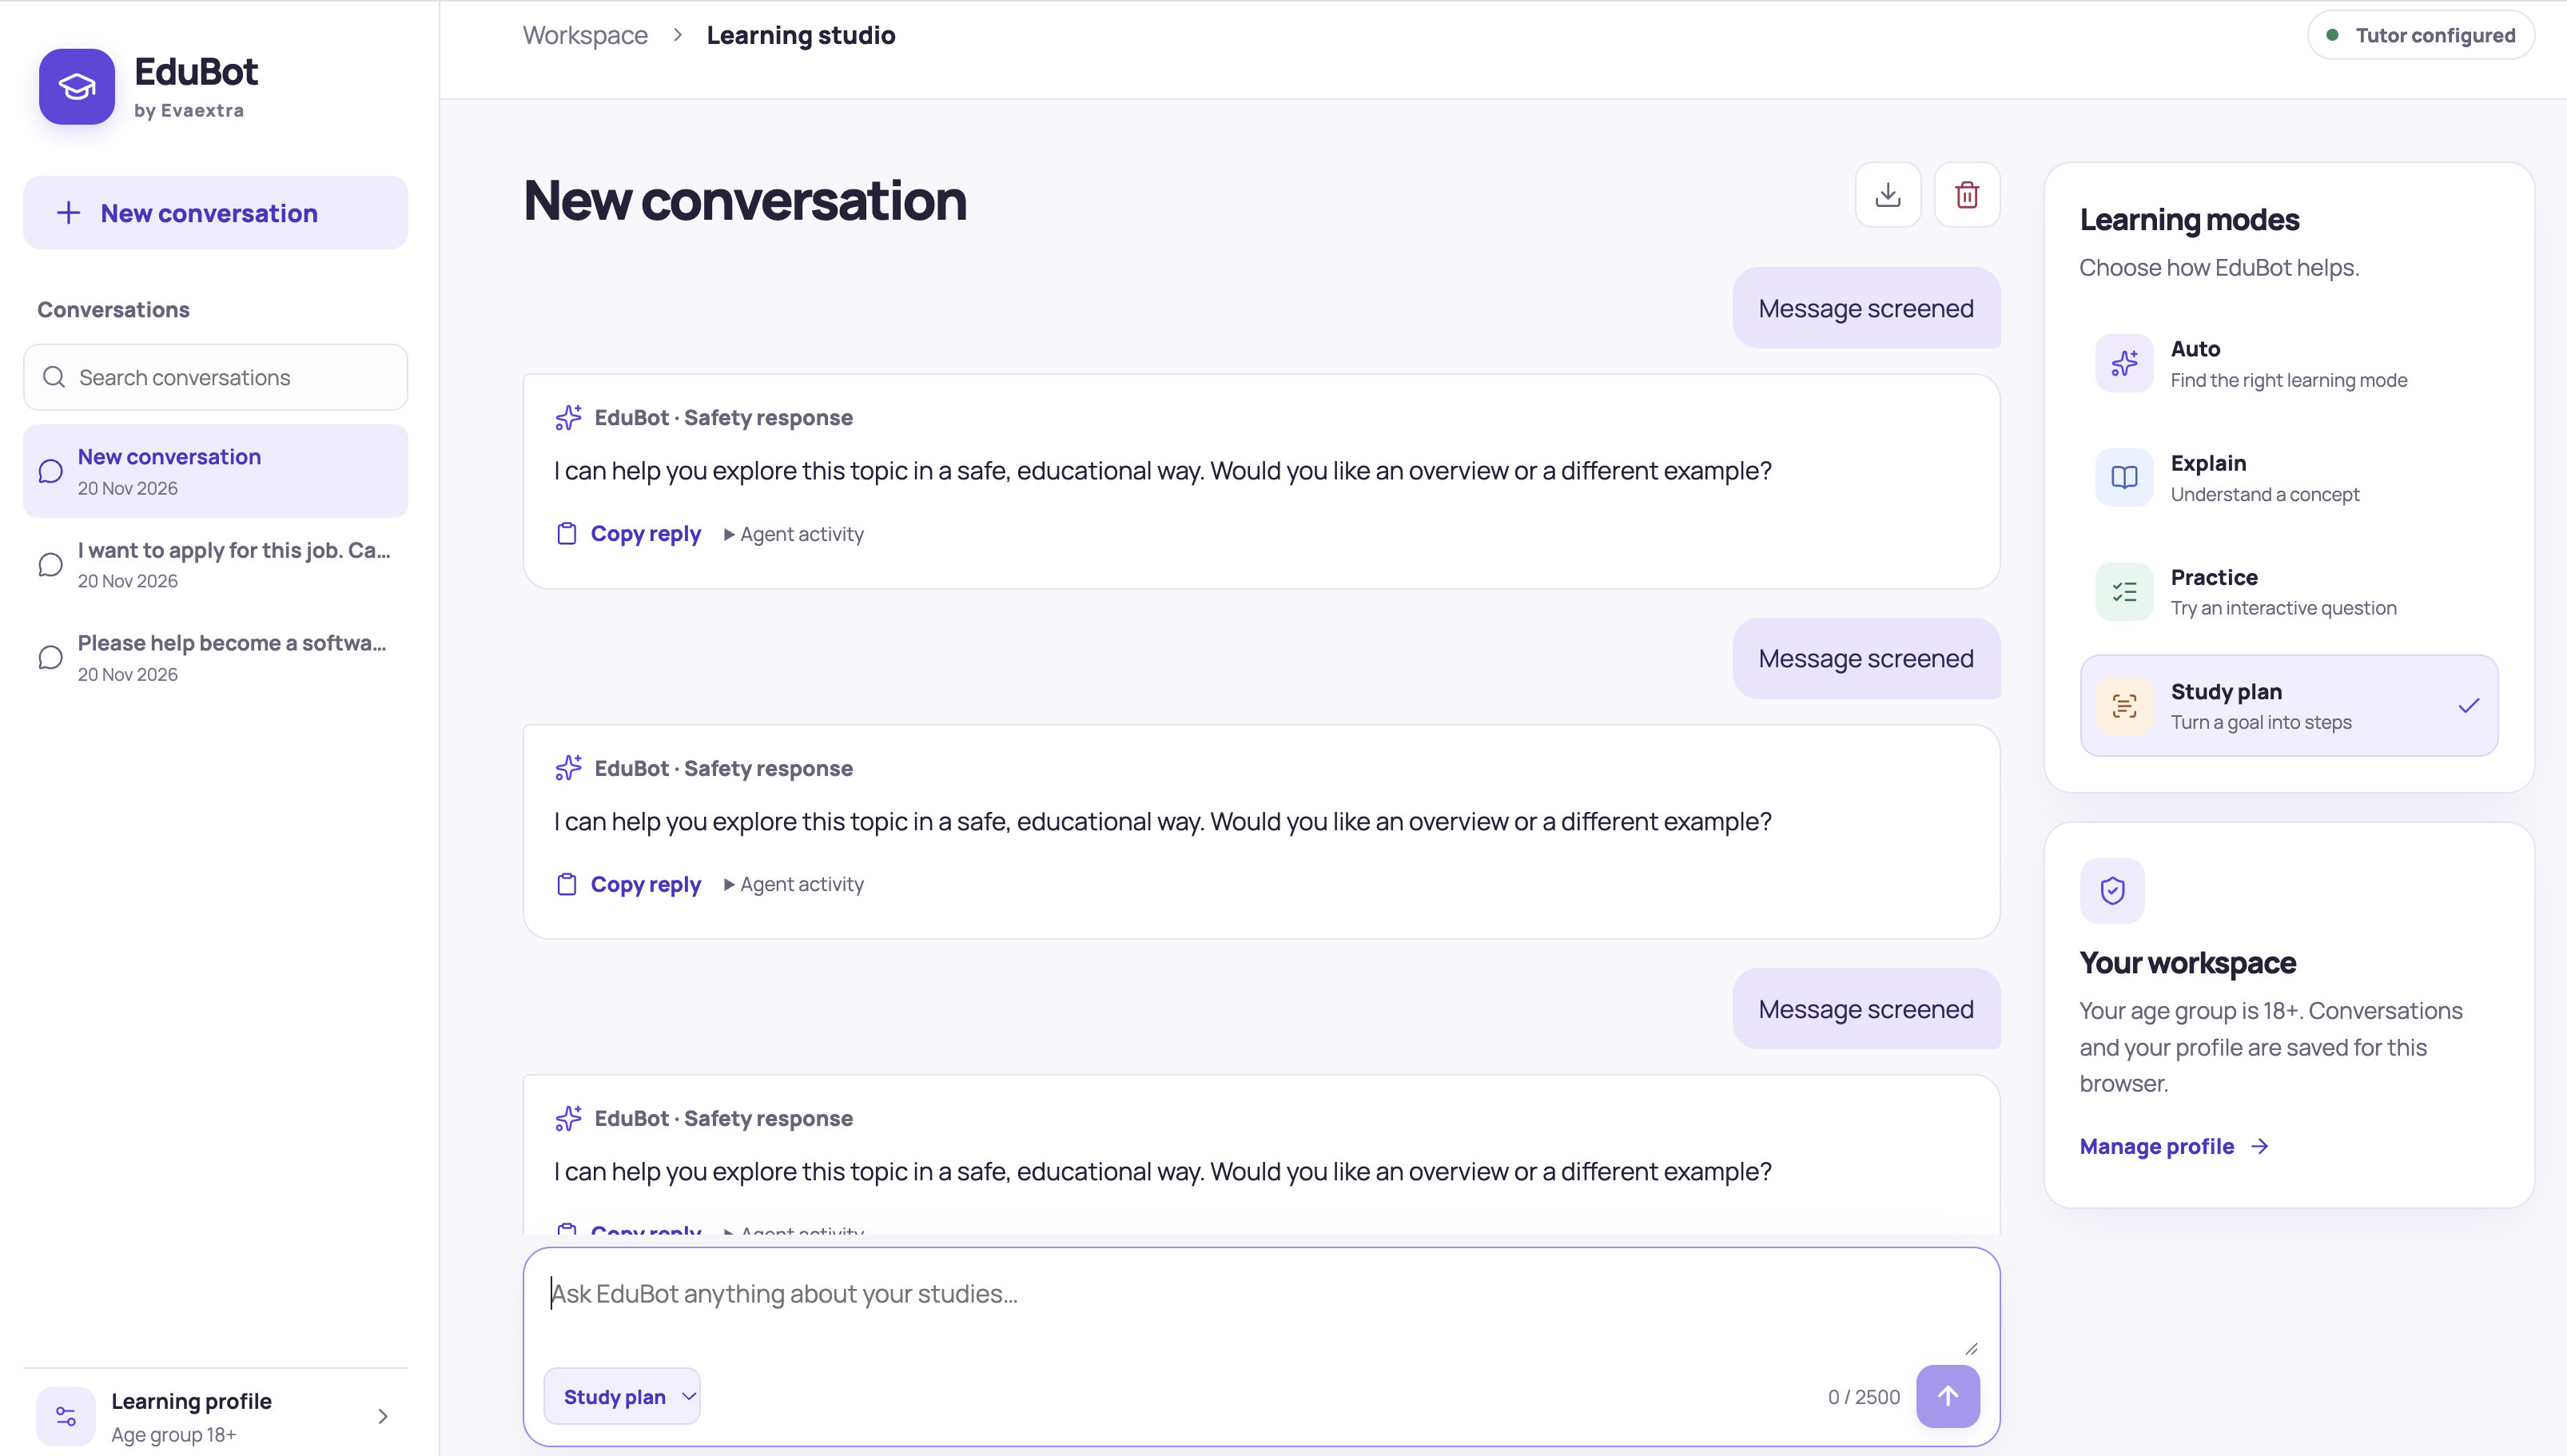 EduBot
by Evaextra
New conversation
Conversations
Search conversations
New conversation
20 Nov 2026
I want to apply for this job. Ca...
20 Nov 2026
Please help become a softwa...
20 Nov 2026
Learning profile
Age group 18+
Workspace > Learning studio
Tutor configured
New conversation
Message screened
EduBot · Safety response
I can help you explore this topic in a safe, educational way. Would you like an overview or a different example?
Copy reply ▶ Agent activity
Message screened
EduBot · Safety response
I can help you explore this topic in a safe, educational way. Would you like an overview or a different example?
Copy reply ▶ Agent activity
Message screened
EduBot · Safety response
I can help you explore this topic in a safe, educational way. Would you like an overview or a different example?
Copy reply ▶ Agent activity
Ask EduBot anything about your studies...
Study plan
0 / 2500
Learning modes
Choose how EduBot helps.
Auto
Find the right learning mode
Explain
Understand a concept
Practice
Try an interactive question
Study plan
Turn a goal into steps
Your workspace
Your age group is 18+. Conversations
and your profile are saved for this
browser.
Manage profile →